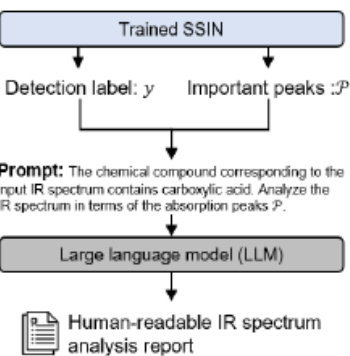 Trained SSIN
Detection label: y
Important peaks :𝒫
Prompt: The chemical compound corresponding to the
nput IR spectrum contains carboxylic acid. Analyze the
R spectrum in terms of the absorption peaks 𝒫.
Large language model (LLM)
Human-readable IR spectrum
analysis report